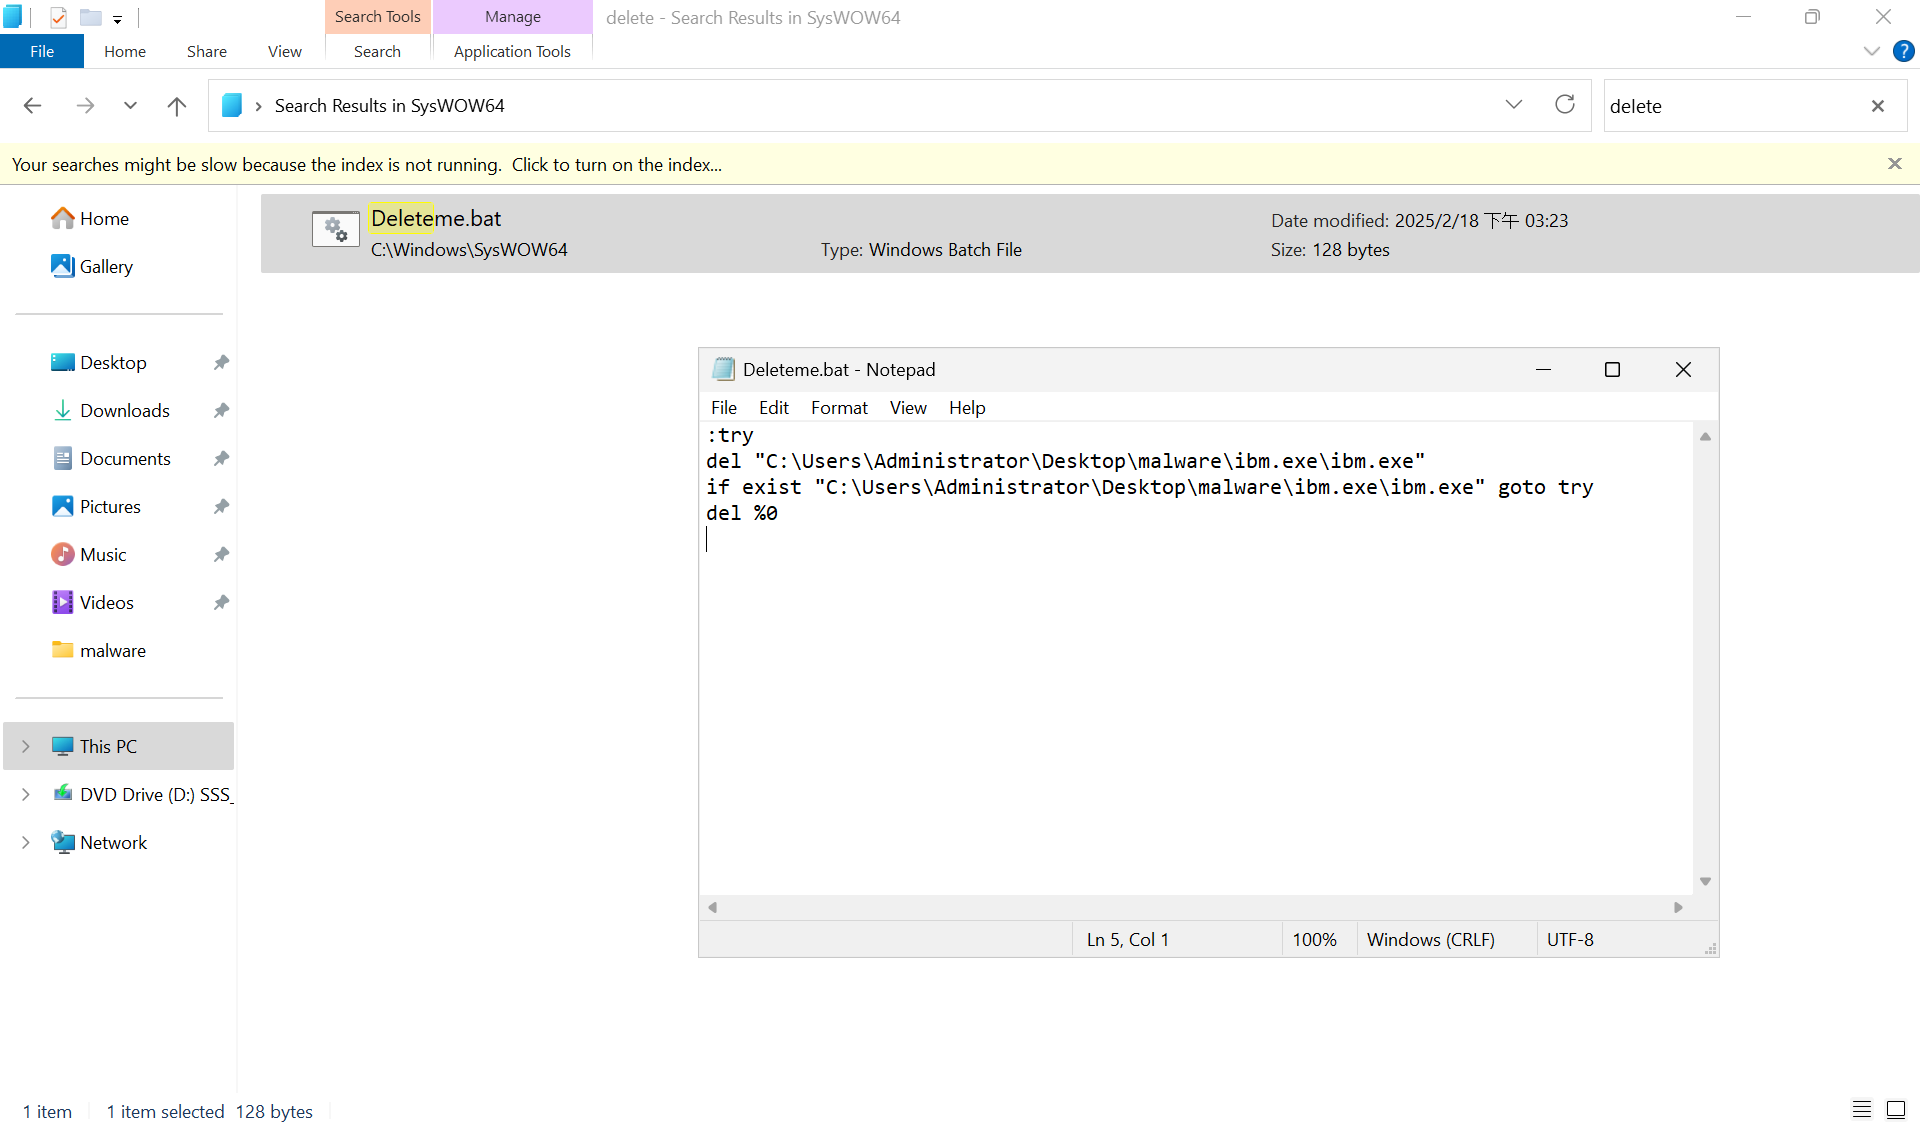 Search Tools
Manage
delete - Search Results in SysWOW64
File
Home
Share
View
Search
Application Tools
?
Search Results in SysWOW64
delete
Your searches might be slow because the index is not running.  Click to turn on the index...
Home
Gallery
Desktop
Downloads
Documents
Pictures
Music
Videos
malware
This PC
DVD Drive (D:) SSS_
Network
Deleteme.bat
C:\Windows\SysWOW64
Type: Windows Batch File
Date modified: 2025/2/18 下午 03:23
Size: 128 bytes
Deleteme.bat - Notepad
File Edit Format View Help
:try
del "C:\Users\Administrator\Desktop\malware\ibm.exe\ibm.exe"
if exist "C:\Users\Administrator\Desktop\malware\ibm.exe\ibm.exe" goto try
del %0
Ln 5, Col 1
100%
Windows (CRLF)
UTF-8
1 item
1 item selected  128 bytes